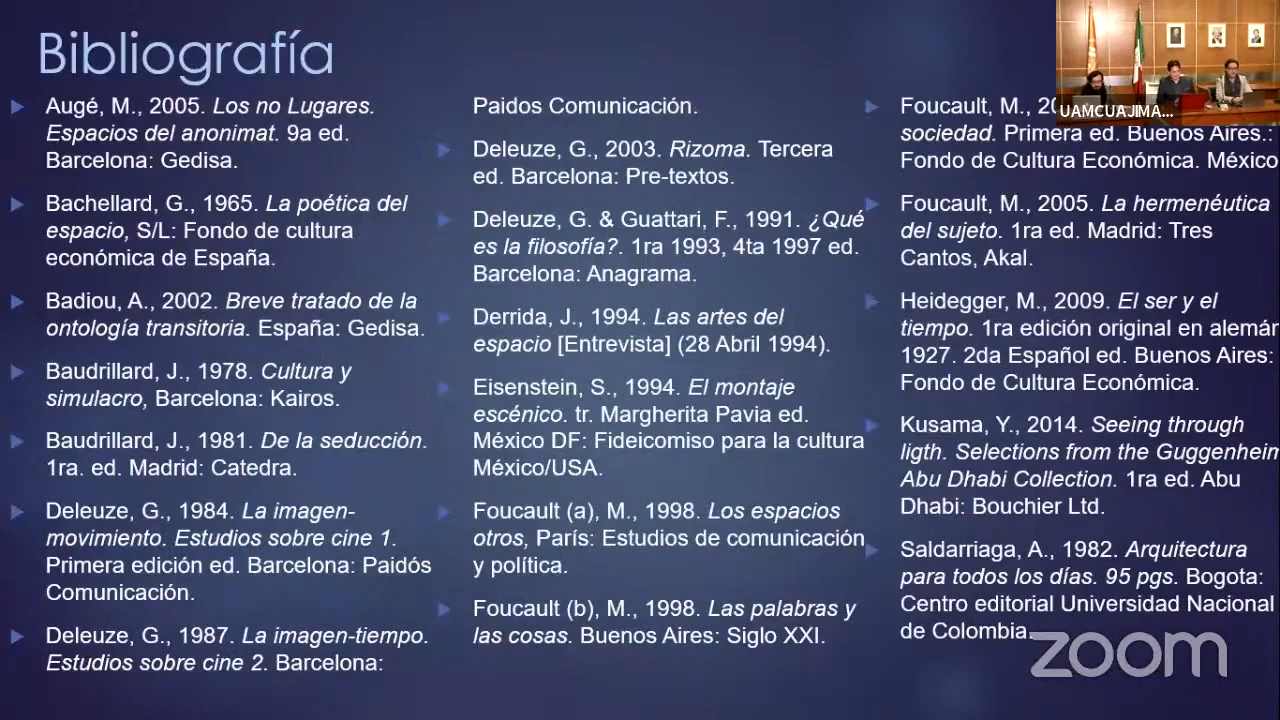 Bibliografía
Augé, M., 2005. Los no Lugares.
Espacios del anonimat. 9a ed.
Barcelona: Gedisa.
Bachellard, G., 1965. La poética del
espacio, S/L: Fondo de cultura
económica de España.
Badiou, A., 2002. Breve tratado de la
ontología transitoria. España: Gedisa.
Baudrillard, J., 1978. Cultura y
simulacro, Barcelona: Kairos.
Baudrillard, J., 1981. De la seducción.
1ra. ed. Madrid: Catedra.
Deleuze, G., 1984. La imagen-
movimiento. Estudios sobre cine 1.
Primera edición ed. Barcelona: Paidós
Comunicación.
Deleuze, G., 1987. La imagen-tiempo.
Estudios sobre cine 2. Barcelona:
Paidos Comunicación.
Deleuze, G., 2003. Rizoma. Tercera
ed. Barcelona: Pre-textos.
Deleuze, G. & Guattari, F., 1991. ¿Qué
es la filosofía?. 1ra 1993, 4ta 1997 ed.
Barcelona: Anagrama.
Derrida, J., 1994. Las artes del
espacio [Entrevista] (28 Abril 1994).
Eisenstein, S., 1994. El montaje
escénico. tr. Margherita Pavia ed.
México DF: Fideicomiso para la cultura
México/USA.
Foucault (a), M., 1998. Los espacios
otros, París: Estudios de comunicación
y política.
Foucault (b), M., 1998. Las palabras y
las cosas. Buenos Aires: Siglo XXI.
Foucault, M., 20
sociedad. Primera ed. Buenos Aires.:
Fondo de Cultura Económica. México
Foucault, M., 2005. La hermenéutica
del sujeto. 1ra ed. Madrid: Tres
Cantos, Akal.
Heidegger, M., 2009. El ser y el
tiempo. 1ra edición original en alemán
1927. 2da Español ed. Buenos Aires:
Fondo de Cultura Económica.
Kusama, Y., 2014. Seeing through
ligth. Selections from the Guggenheim
Abu Dhabi Collection. 1ra ed. Abu
Dhabi: Bouchier Ltd.
Saldarriaga, A., 1982. Arquitectura
para todos los días. 95 pgs. Bogota:
Centro editorial Universidad Nacional
de Colombia.
UAMCUAJIMA...
zoom